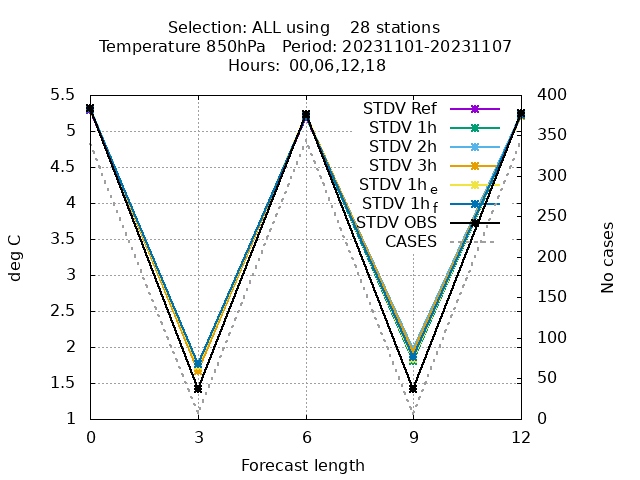 Selection: ALL using 28 stations
Temperature 850hPa Period: 20231101-20231107
Hours: 00,06,12,18
5.5
5
4.5
4
3.5
3
2.5
2
1.5
1
deg C
400
350
300
250
200
150
100
50
0
No cases
STDV Ref
STDV 1h
STDV 2h
STDV 3h
STDV 1h e
STDV 1h f
STDV OBS
CASES
0 3 6 9 12
Forecast length